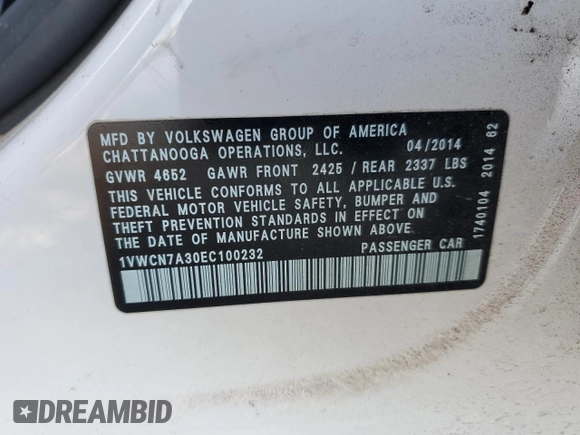 MFD BY VOLKSWAGEN GROUP OF AMERICA
CHATTANOOGA OPERATIONS, LLC. 04/2014
GVWR 4652 GAWR FRONT 2425 / REAR 2337 LBS
THIS VEHICLE CONFORMS TO ALL APPLICABLE U.S.
FEDERAL MOTOR VEHICLE SAFETY, BUMPER AND
THEFT PREVENTION STANDARDS IN EFFECT ON
DATE OF MANUFACTURE SHOWN ABOVE.
1VWCN7A30EC100232 PASSENGER CAR
1740104 2014 62
DREAMBID